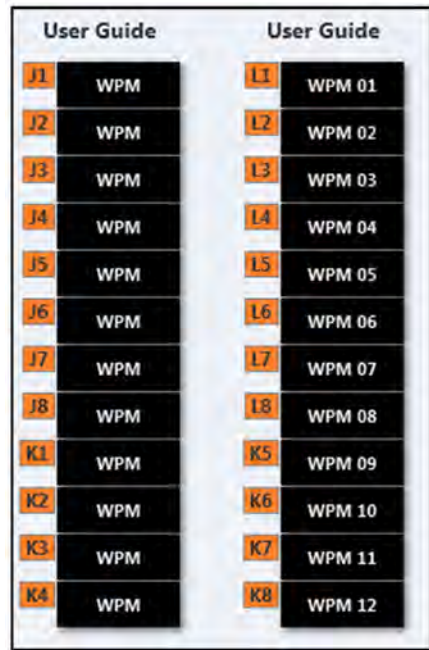 User Guide User Guide
J1 WPM L1 WPM 01
J2 WPM L2 WPM 02
J3 WPM L3 WPM 03
J4 WPM L4 WPM 04
J5 WPM L5 WPM 05
J6 WPM L6 WPM 06
J7 WPM L7 WPM 07
J8 WPM L8 WPM 08
K1 WPM K5 WPM 09
K2 WPM K6 WPM 10
K3 WPM K7 WPM 11
K4 WPM K8 WPM 12